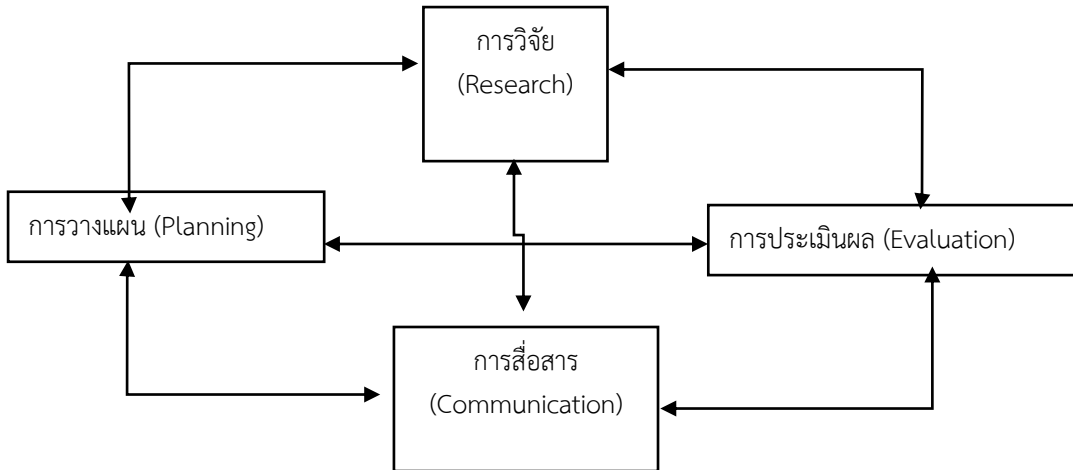 การวิจัย
(Research)
การวางแผน (Planning)
การประเมินผล (Evaluation)
การสื่อสาร
(Communication)